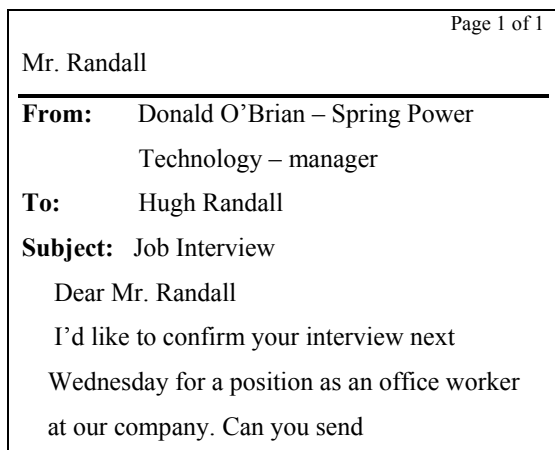 Page 1 of 1
Mr. Randall
From: Donald O’Brian – Spring Power
Technology – manager
To: Hugh Randall
Subject: Job Interview
Dear Mr. Randall
I’d like to confirm your interview next
Wednesday for a position as an office worker
at our company. Can you send